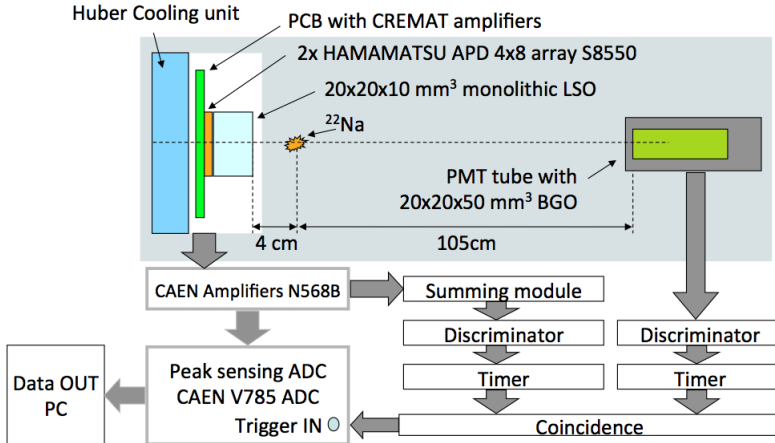 Huber Cooling unit
PCB with CREMAT amplifiers
2x HAMAMATSU APD 4x8 array S8550
20x20x10 mm³ monolithic LSO
²²Na
PMT tube with
20x20x50 mm³ BGO
4 cm
105cm
CAEN Amplifiers N568B
Summing module
Discriminator
Discriminator
Timer
Timer
Peak sensing ADC
CAEN V785 ADC
Trigger IN
Data OUT
PC
Coincidence